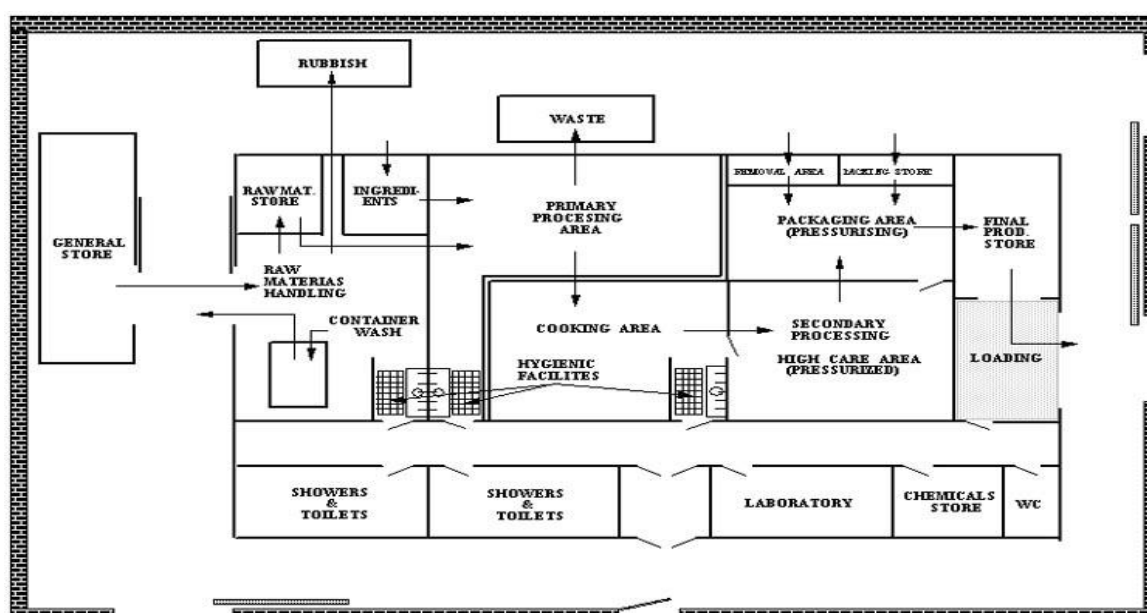 RUBBISH
WASTE
RAW MAT.
STORE
INGREDI-
ENTS
PRIMARY
PROCESING
AREA
REMOVAL AREA
PACKING STORE
PACKAGING AREA
(PRESSURISING)
FINAL
PROD.
STORE
GENERAL
STORE
RAW
MATERIAS
HANDLING
CONTAINER
WASH
COOKING AREA
SECONDARY
PROCESSING
HIGH CARE AREA
(PRESSURIZED)
LOADING
HYGIENIC
FACILITES
SHOWERS
&
TOILETS
SHOWERS
&
TOILETS
LABORATORY
CHEMICALS
STORE
WC